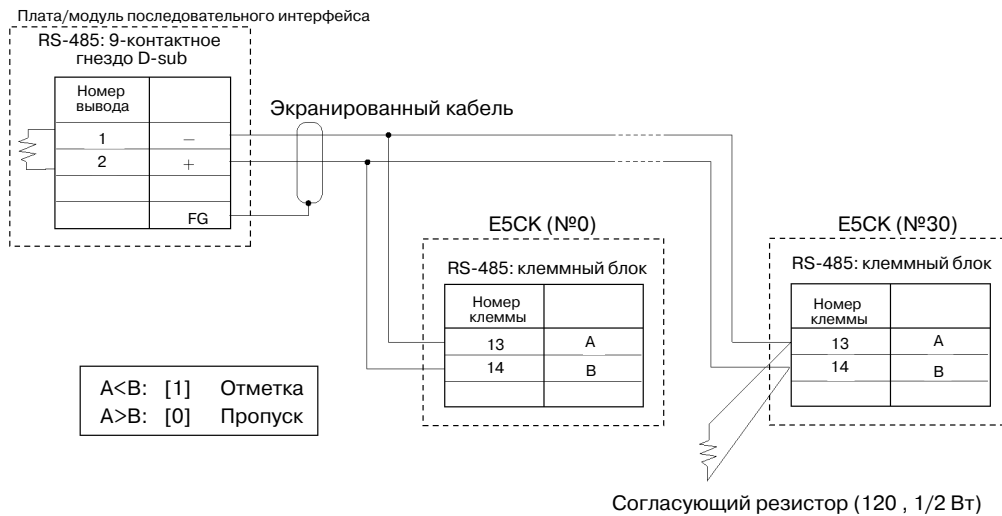 Плата/модуль последовательного интерфейса
RS-485: 9-контактное
гнездо D-sub
Номер
вывода
1 –
2 +
FG
Экранированный кабель
E5CK (№0)
RS-485: клеммный блок
Номер
клеммы
13 A
14 B
E5CK (№30)
RS-485: клеммный блок
Номер
клеммы
13 A
14 B
A<B: [1] Отметка
A>B: [0] Пропуск
Согласующий резистор (120 , 1/2 Вт)